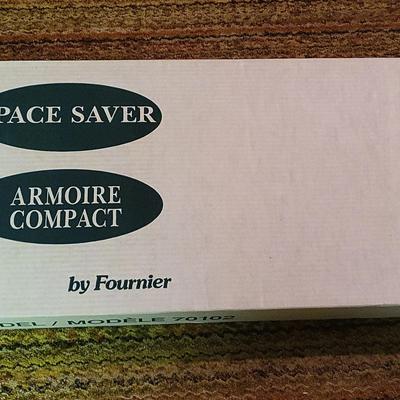 PACE SAVER
ARMOIRE
COMPACT
by Fournier
DEL / MODÈLE 70102